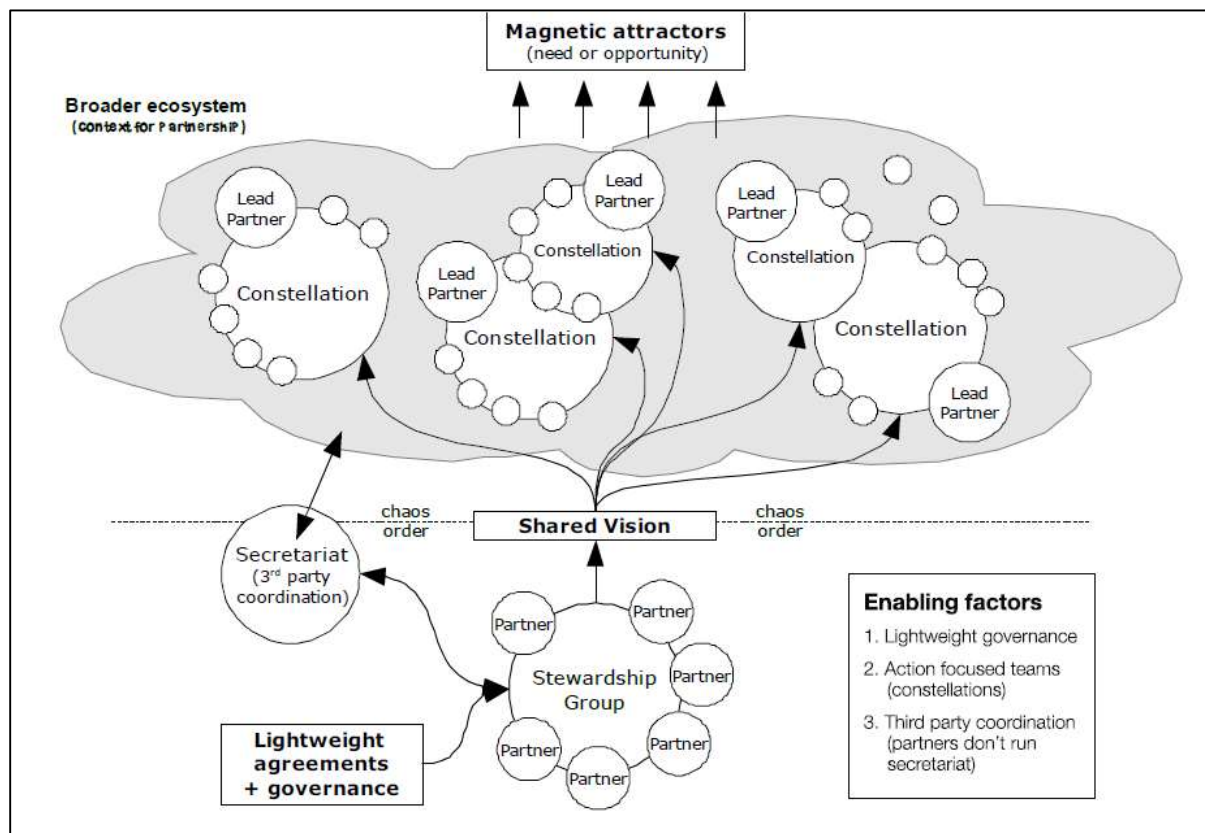 Magnetic attractors
(need or opportunity)
Broader ecosystem
(context for Partnership)
Lead
Partner
Constellation
Lead
Partner
Constellation
Lead
Partner
Constellation
Lead
Partner
Constellation
Constellation
Lead
Partner
chaos
order
Shared Vision
chaos
order
Secretariat
(3rd party
coordination)
Partner
Partner
Partner
Partner
Partner
Partner
Stewardship
Group
Lightweight
agreements
+ governance
Enabling factors
1. Lightweight governance
2. Action focused teams
(constellations)
3. Third party coordination
(partners don't run
secretariat)